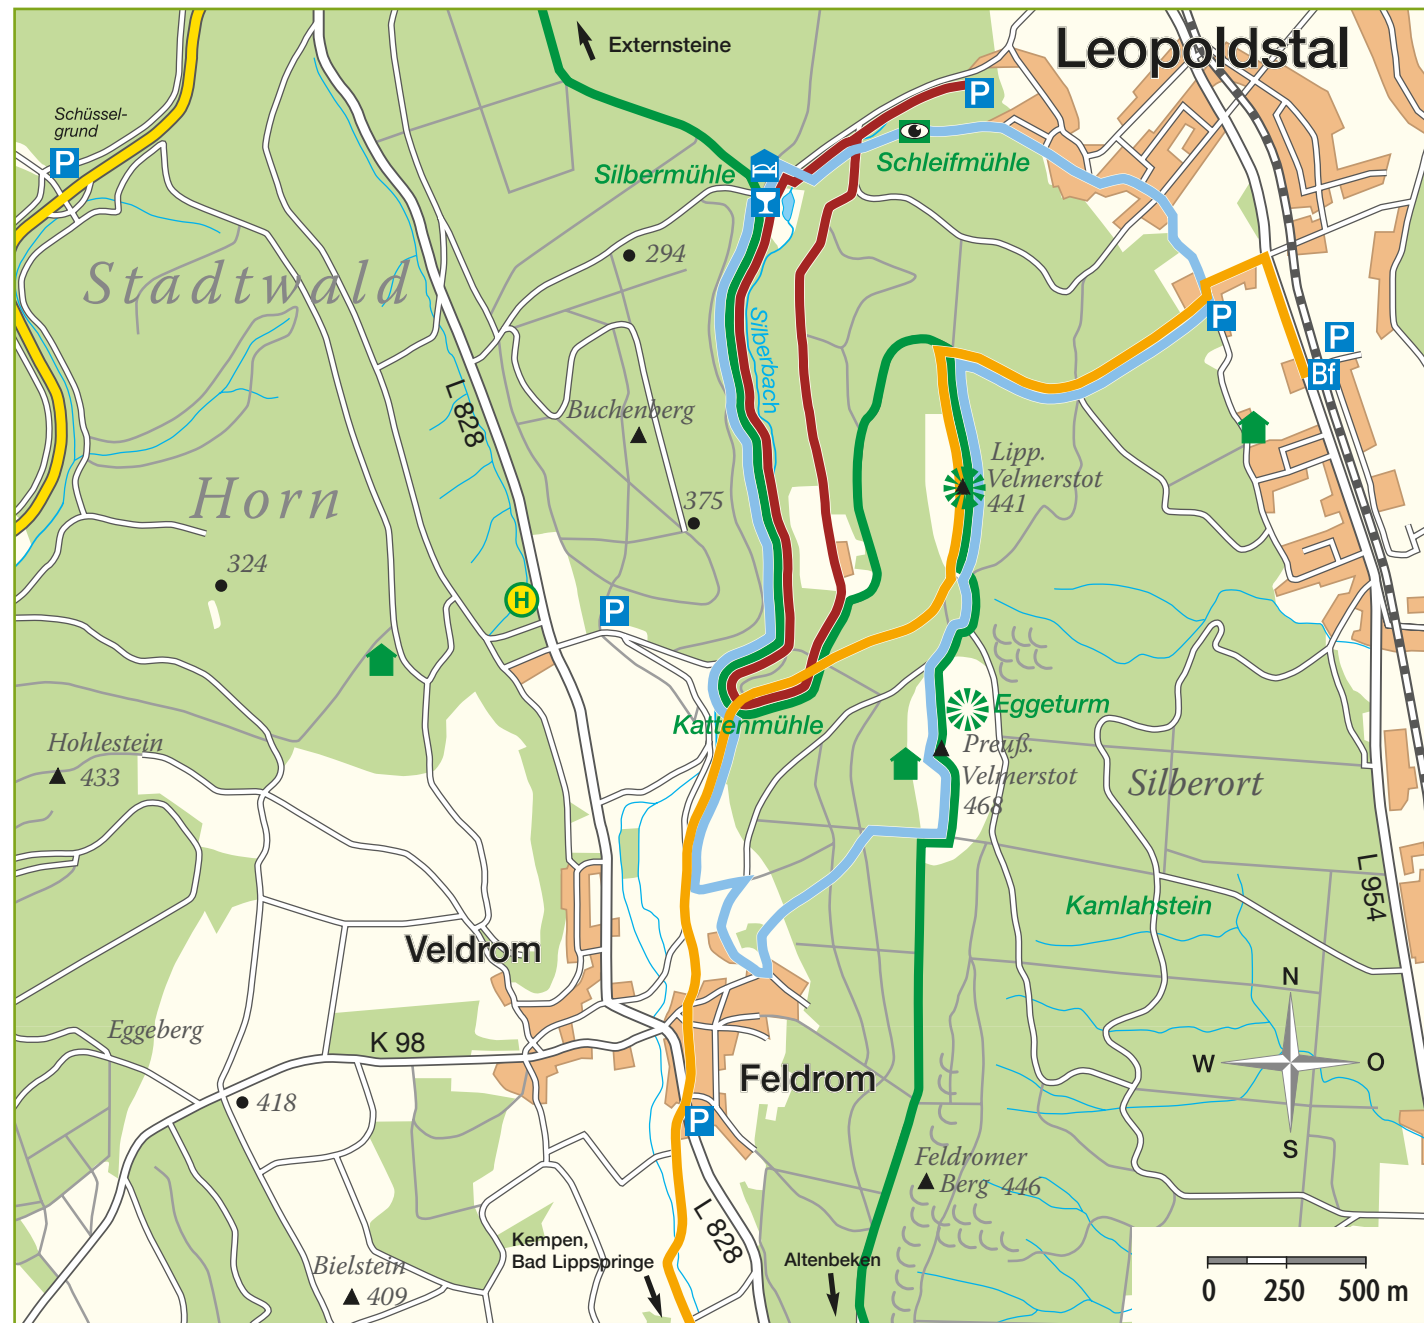 Leopoldstal
Externsteine
P
Schüssel-
grund
P
Schleifmühle
Silbermühle
294
Stadtwald
Silberbach
P
P
Bf
L 828
Buchenberg
Lipp.
Velmerstot
441
375
Horn
324
H
P
Eggeturm
Kattenmühle
Hohlestein
433
Preuß.
Velmerstot
468
Silberort
L 954
Kamlahstein
Veldrom
N
W
O
S
Eggeberg
K 98
Feldrom
418
P
Feldromer
Berg 446
L 828
Kempen,
Bad Lippspringe
Altenbeken
Bielstein
409
0 250 500 m